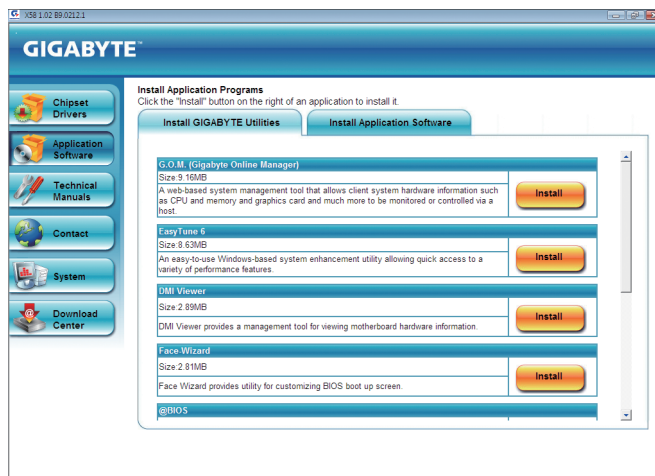 X58 1.02 B9.0212.1
GIGABYTE™
Chipset
Drivers
Application
Software
Technical
Manuals
Contact
System
Download
Center
Install Application Programs
Click the "Install" button on the right of an application to install it.
Install GIGABYTE Utilities
Install Application Software
G.O.M. (Gigabyte Online Manager)
Size:9.16MB
A web-based system management tool that allows client system hardware information such
as CPU and memory and graphics card and much more to be monitored or controlled via a
host.
Install
EasyTune 6
Size:8.63MB
An easy-to-use Windows-based system enhancement utility allowing quick access to a
variety of performance features.
Install
DMI Viewer
Size:2.89MB
DMI Viewer provides a management tool for viewing motherboard hardware information.
Install
Face-Wizard
Size:2.81MB
Face Wizard provides utility for customizing BIOS boot up screen.
Install
@BIOS